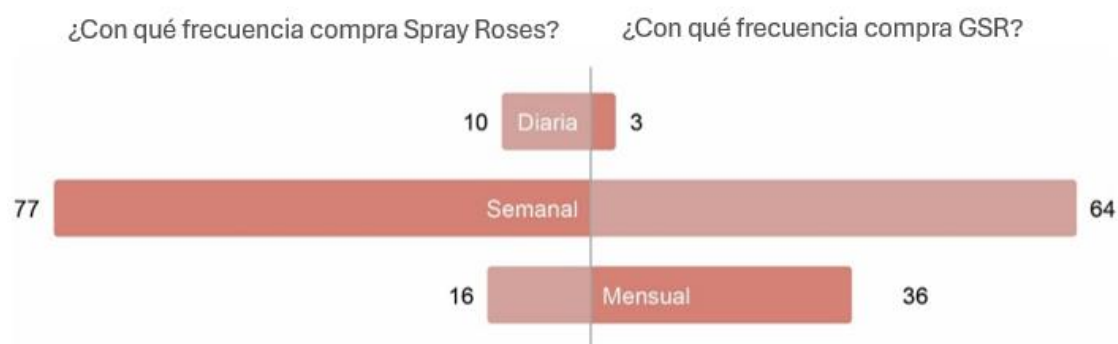 ¿Con qué frecuencia compra Spray Roses?
¿Con qué frecuencia compra GSR?
10 Diaria 3
77 Semanal 64
16 Mensual 36